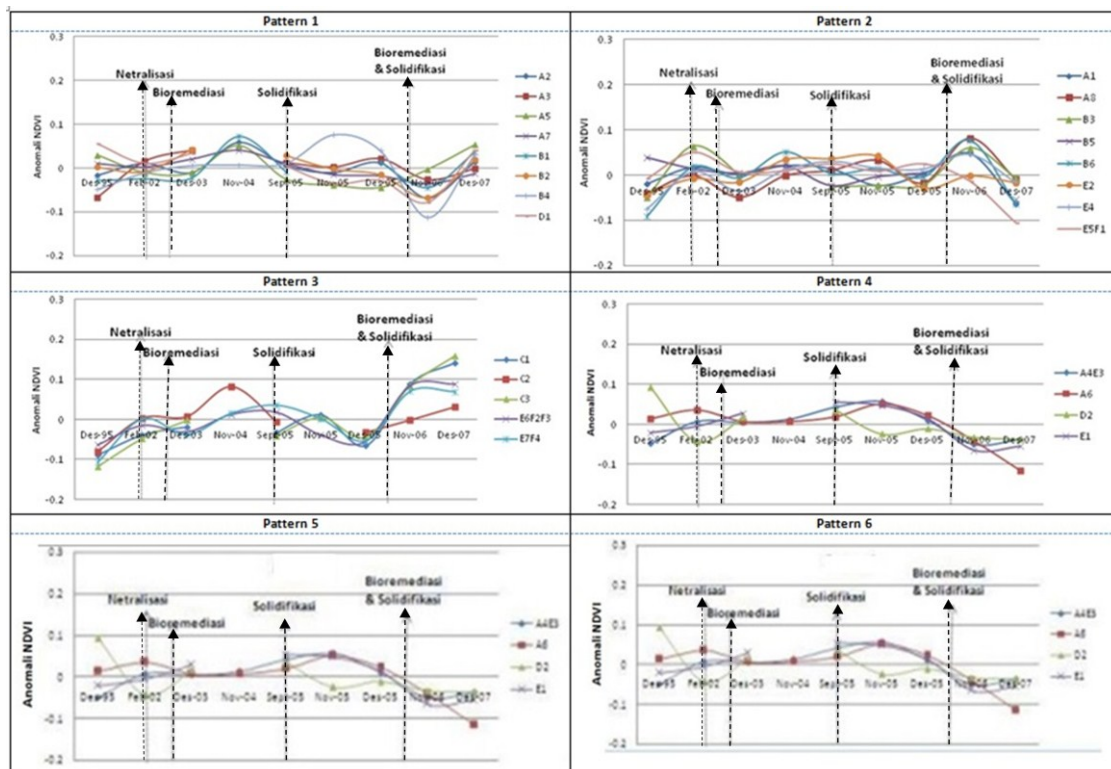 Pattern 1
Anomali NDVI
0.3
0.2
0.1
0
-0.1
-0.2
Netralisasi
Bioremediasi
Solidifikasi
Bioremediasi
& Solidifikasi
Des-95 Feb-02 Des-03 Nov-04 Sept-05 Nov-05 Des-05 Nov-06 Des-07
A2
A3
A5
A7
B1
B2
B4
D1
Pattern 2
Anomali NDVI
0.3
0.2
0.1
0
-0.1
-0.2
Netralisasi
Bioremediasi
Solidifikasi
Bioremediasi
& Solidifikasi
Des-95 Feb-02 Des-03 Nov-04 Sept-05 Nov-05 Des-05 Nov-06 Des-07
A1
A8
B3
B5
B6
E2
E4
E5F1
Pattern 3
Anomali NDVI
0.3
0.2
0.1
0
-0.1
-0.2
Netralisasi
Bioremediasi
Solidifikasi
Bioremediasi
& Solidifikasi
Des-95 Feb-02 Des-03 Nov-04 Sept-05 Nov-05 Des-05 Nov-06 Des-07
C1
C2
C3
E6F2F3
E7F4
Pattern 4
Anomali NDVI
0.3
0.2
0.1
0
-0.1
-0.2
Netralisasi
Bioremediasi
Solidifikasi
Bioremediasi
& Solidifikasi
Des-95 Feb-02 Des-03 Nov-04 Sept-05 Nov-05 Des-05 Nov-06 Des-07
A4E3
A6
D2
E1
Pattern 5
Anomali NDVI
0.3
0.2
0.1
0
-0.1
-0.2
Netralisasi
Bioremediasi
Solidifikasi
Bioremediasi
& Solidifikasi
Des-95 Feb-02 Des-03 Nov-04 Sept-05 Nov-05 Des-05 Nov-06 Des-07
A4E3
A6
D2
E1
Pattern 6
Anomali NDVI
0.3
0.2
0.1
0
-0.1
-0.2
Netralisasi
Bioremediasi
Solidifikasi
Bioremediasi
& Solidifikasi
Des-95 Feb-02 Des-03 Nov-04 Sept-05 Nov-05 Des-05 Nov-06 Des-07
A4E3
A6
D2
E1